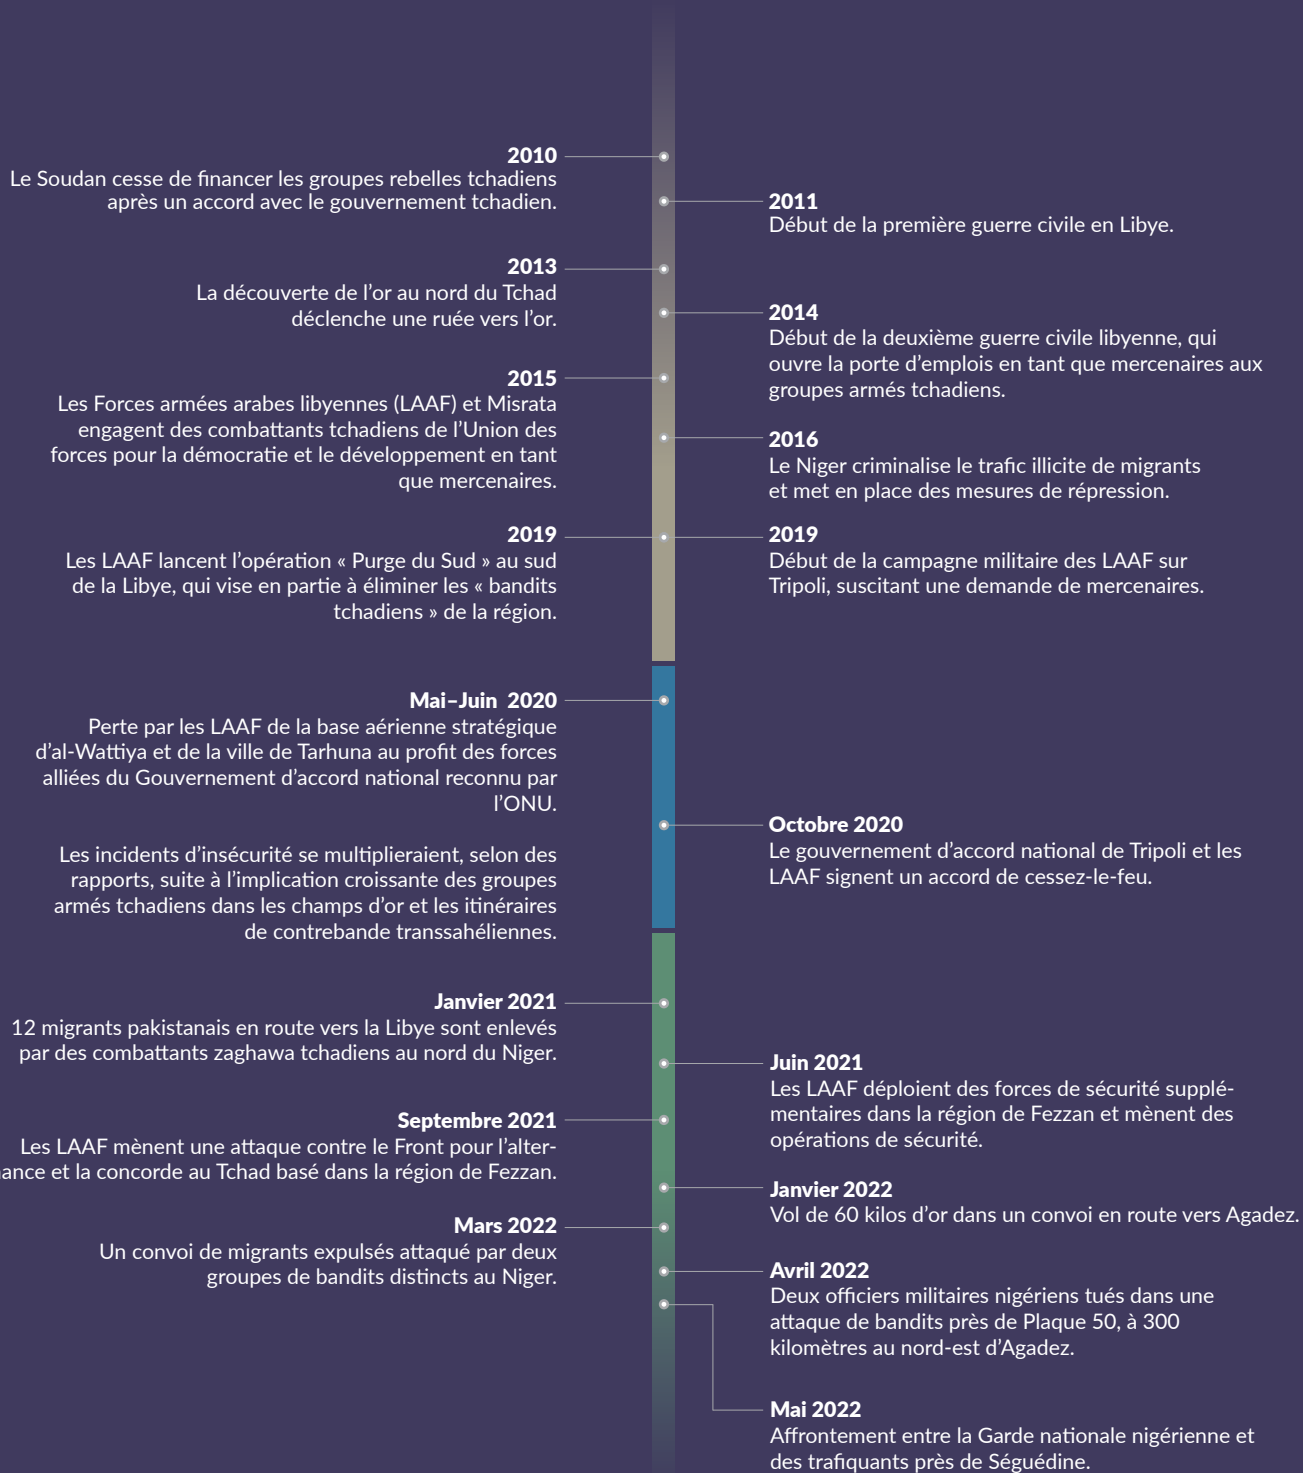 2010
Le Soudan cesse de financer les groupes rebelles tchadiens
après un accord avec le gouvernement tchadien.
2011
Début de la première guerre civile en Libye.
2013
La découverte de l’or au nord du Tchad
déclenche une ruée vers l’or.
2014
Début de la deuxième guerre civile libyenne, qui
ouvre la porte d’emplois en tant que mercenaires aux
groupes armés tchadiens.
2015
Les Forces armées arabes libyennes (LAAF) et Misrata
engagent des combattants tchadiens de l’Union des
forces pour la démocratie et le développement en tant
que mercenaires.
2016
Le Niger criminalise le trafic illicite de migrants
et met en place des mesures de répression.
2019
Les LAAF lancent l’opération « Purge du Sud » au sud
de la Libye, qui vise en partie à éliminer les « bandits
tchadiens » de la région.
2019
Début de la campagne militaire des LAAF sur
Tripoli, suscitant une demande de mercenaires.
Mai–Juin 2020
Perte par les LAAF de la base aérienne stratégique
d’al-Wattiya et de la ville de Tarhuna au profit des forces
alliées du Gouvernement d’accord national reconnu par
l’ONU.
Les incidents d’insécurité se multiplieraient, selon des
rapports, suite à l’implication croissante des groupes
armés tchadiens dans les champs d’or et les itinéraires
de contrebande transsahéliennes.
Octobre 2020
Le gouvernement d’accord national de Tripoli et les
LAAF signent un accord de cessez-le-feu.
Janvier 2021
12 migrants pakistanais en route vers la Libye sont enlevés
par des combattants zaghawa tchadiens au nord du Niger.
Juin 2021
Les LAAF déploient des forces de sécurité supplé-
mentaires dans la région de Fezzan et mènent des
opérations de sécurité.
Septembre 2021
Les LAAF mènent une attaque contre le Front pour l’alter-
nance et la concorde au Tchad basé dans la région de Fezzan.
Janvier 2022
Vol de 60 kilos d’or dans un convoi en route vers Agadez.
Mars 2022
Un convoi de migrants expulsés attaqué par deux
groupes de bandits distincts au Niger.
Avril 2022
Deux officiers militaires nigériens tués dans une
attaque de bandits près de Plaque 50, à 300
kilomètres au nord-est d’Agadez.
Mai 2022
Affrontement entre la Garde nationale nigérienne et
des trafiquants près de Séguédine.